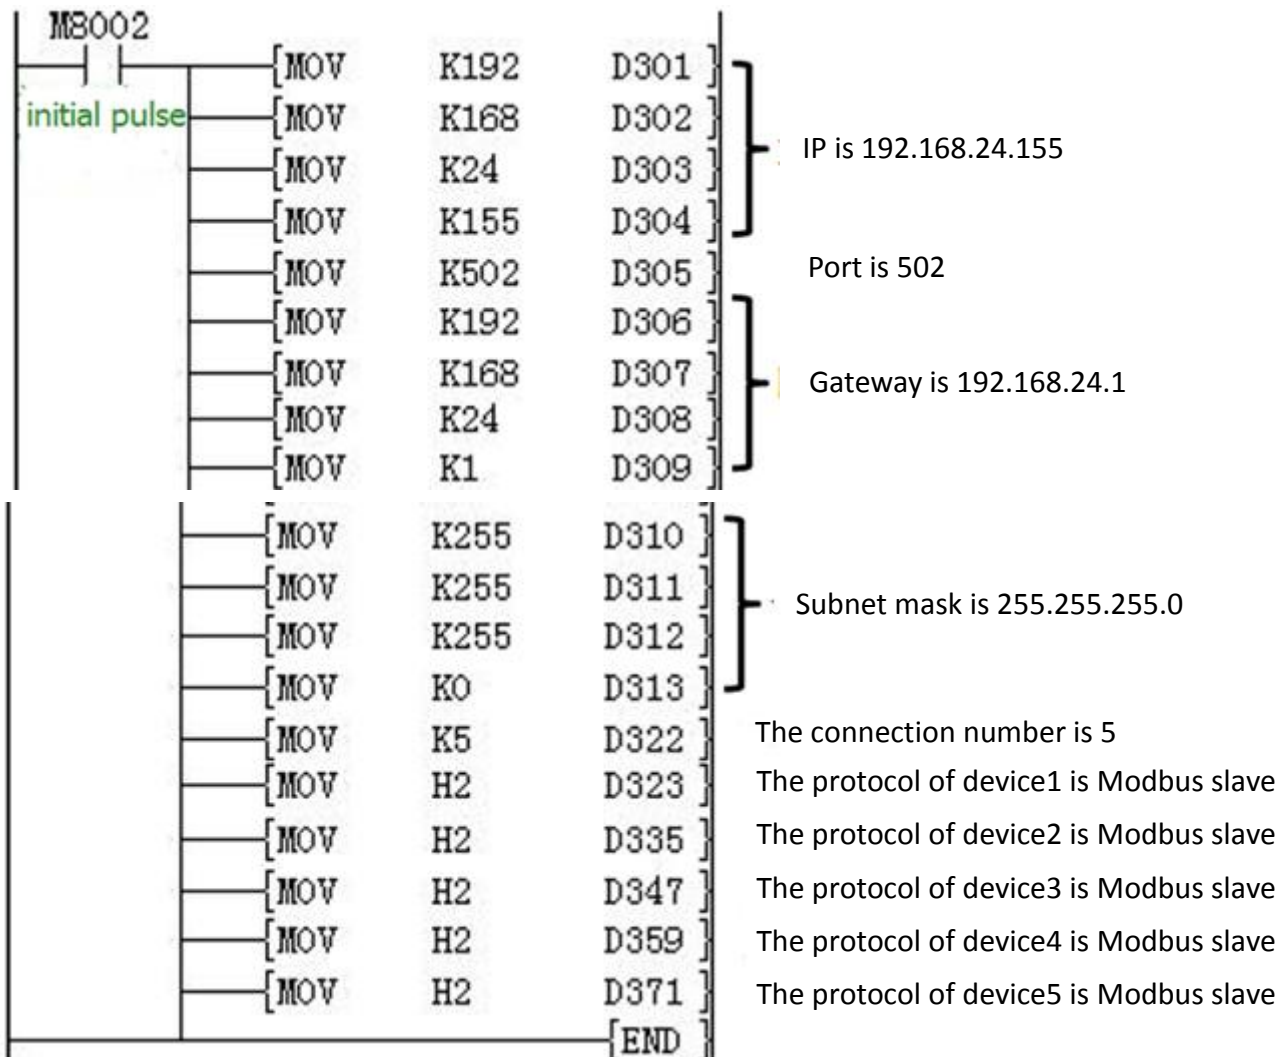 M8002
[MOV K192 D301]
initial pulse
[MOV K168 D302]
IP is 192.168.24.155
[MOV K24 D303]
[MOV K155 D304]
[MOV K502 D305]
Port is 502
[MOV K192 D306]
[MOV K168 D307]
Gateway is 192.168.24.1
[MOV K24 D308]
[MOV K1 D309]
[MOV K255 D310]
[MOV K255 D311]
Subnet mask is 255.255.255.0
[MOV K255 D312]
[MOV K0 D313]
[MOV K5 D322]
The connection number is 5
[MOV H2 D323]
The protocol of device1 is Modbus slave
[MOV H2 D335]
The protocol of device2 is Modbus slave
[MOV H2 D347]
The protocol of device3 is Modbus slave
[MOV H2 D359]
The protocol of device4 is Modbus slave
[MOV H2 D371]
The protocol of device5 is Modbus slave
[END]